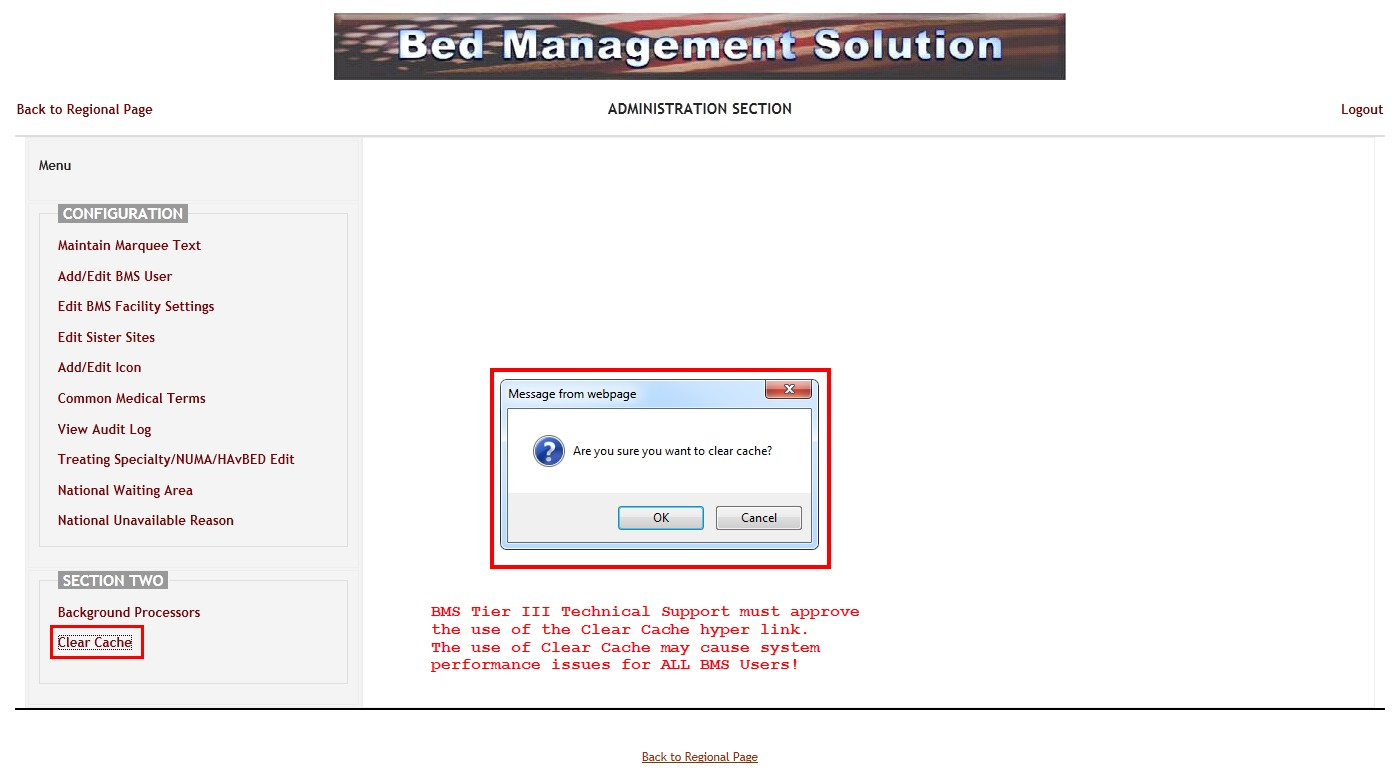 Bed Management Solution
Back to Regional Page
ADMINISTRATION SECTION
Logout
Menu
CONFIGURATION
Maintain Marquee Text
Add/Edit BMS User
Edit BMS Facility Settings
Edit Sister Sites
Add/Edit Icon
Common Medical Terms
View Audit Log
Treating Specialty/NUMA/HAvBED Edit
National Waiting Area
National Unavailable Reason
SECTION TWO
Background Processors
Clear Cache
Message from webpage
Are you sure you want to clear cache?
OK
Cancel
BMS Tier III Technical Support must approve
the use of the Clear Cache hyper link.
The use of Clear Cache may cause system
performance issues for ALL BMS Users!
Back to Regional Page